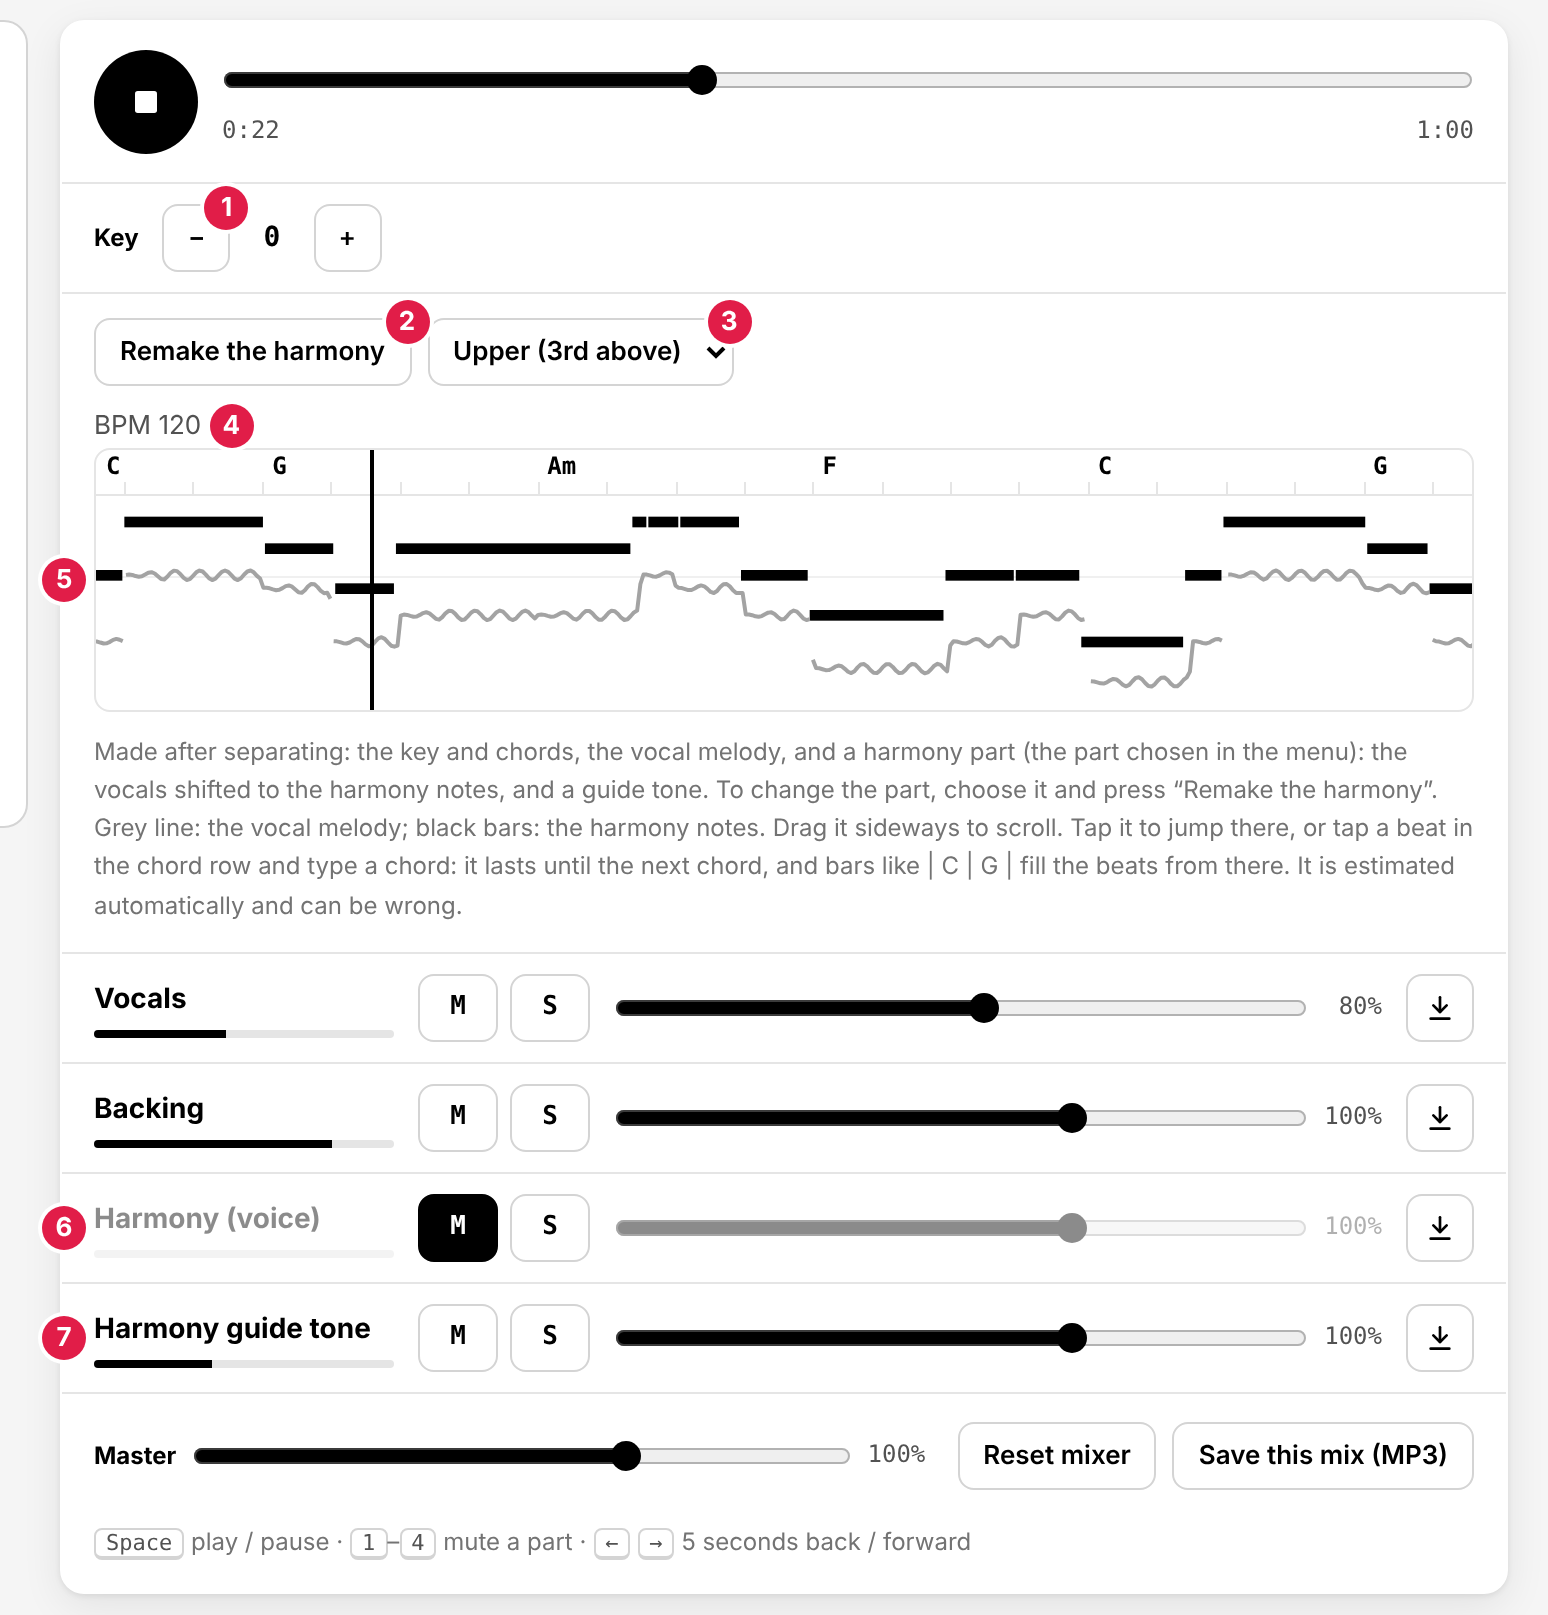 0:22
1:00
1
Key
−
0
+
2
3
Remake the harmony
Upper (3rd above)
BPM 120
4
C
G
Am
F
C
G
5
Made after separating: the key and chords, the vocal melody, and a harmony part (the part chosen in the menu): the
vocals shifted to the harmony notes, and a guide tone. To change the part, choose it and press “Remake the harmony”.
Grey line: the vocal melody; black bars: the harmony notes. Drag it sideways to scroll. Tap it to jump there, or tap a beat in
the chord row and type a chord: it lasts until the next chord, and bars like | C | G | fill the beats from there. It is estimated
automatically and can be wrong.
Vocals
M
S
80%
Backing
M
S
100%
6
Harmony (voice)
M
S
100%
7
Harmony guide tone
M
S
100%
Master
100%
Reset mixer
Save this mix (MP3)
Space play / pause · 1–4 mute a part · ← → 5 seconds back / forward